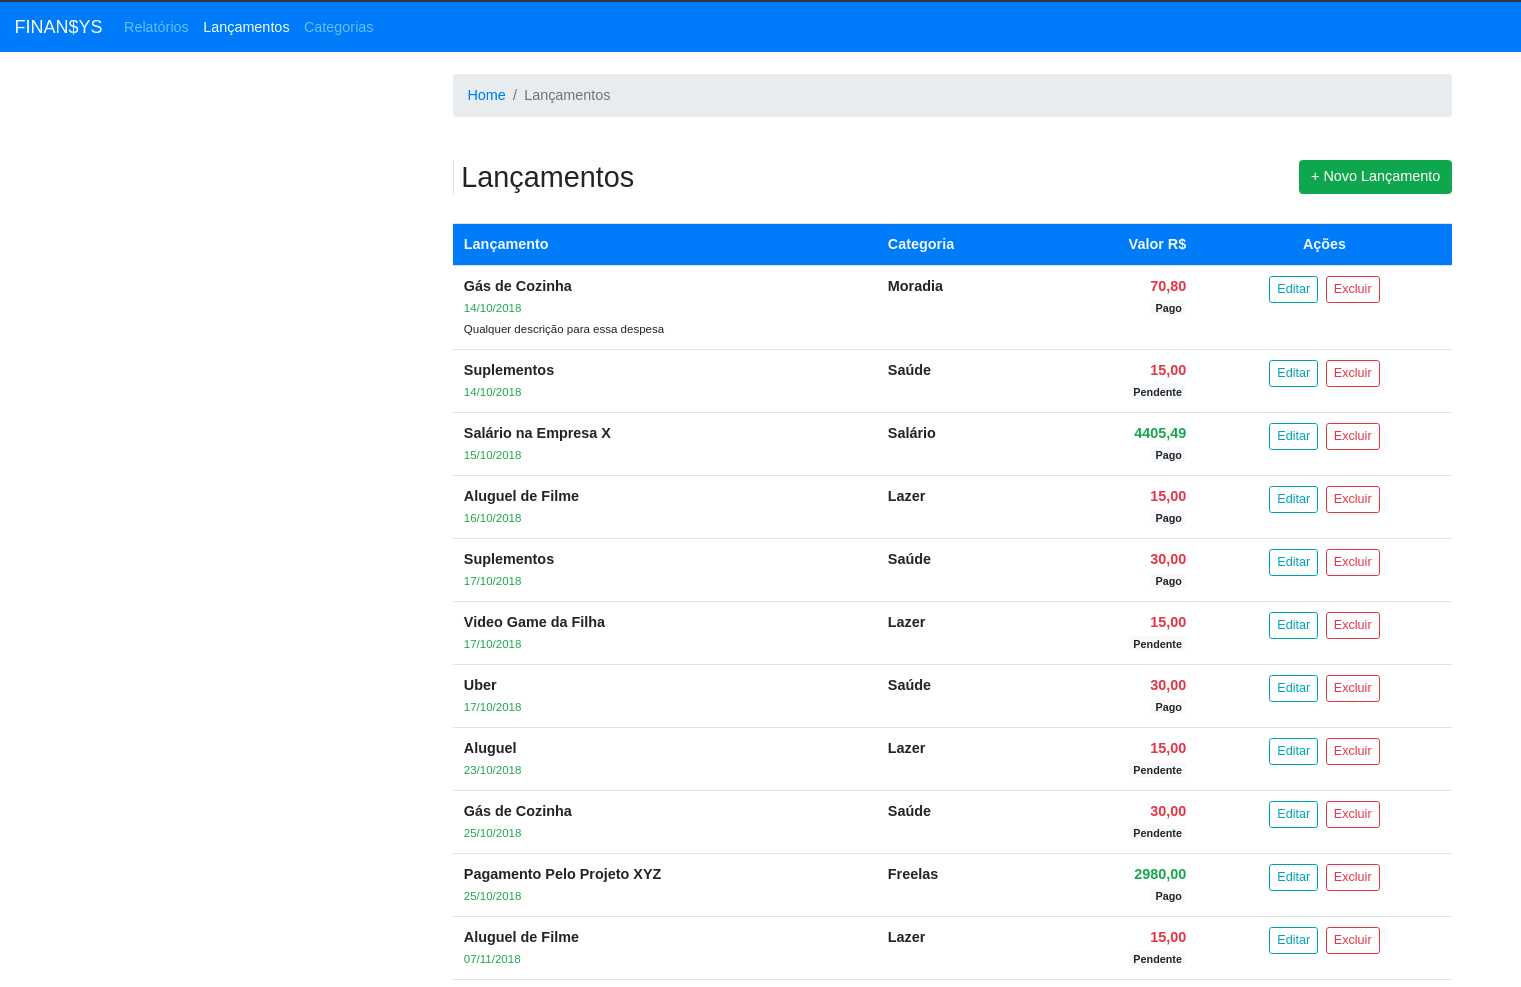 FINAN$YS Relatórios Lançamentos Categorias
Home / Lançamentos
Lançamentos + Novo Lançamento
Lançamento Categoria Valor R$ Ações
Gás de Cozinha Moradia 70,80 Editar Excluir
14/10/2018 Pago
Qualquer descrição para essa despesa
Suplementos Saúde 15,00 Editar Excluir
14/10/2018 Pendente
Salário na Empresa X Salário 4405,49 Editar Excluir
15/10/2018 Pago
Aluguel de Filme Lazer 15,00 Editar Excluir
16/10/2018 Pago
Suplementos Saúde 30,00 Editar Excluir
17/10/2018 Pago
Video Game da Filha Lazer 15,00 Editar Excluir
17/10/2018 Pendente
Uber Saúde 30,00 Editar Excluir
17/10/2018 Pago
Aluguel Lazer 15,00 Editar Excluir
23/10/2018 Pendente
Gás de Cozinha Saúde 30,00 Editar Excluir
25/10/2018 Pendente
Pagamento Pelo Projeto XYZ Freelas 2980,00 Editar Excluir
25/10/2018 Pago
Aluguel de Filme Lazer 15,00 Editar Excluir
07/11/2018 Pendente